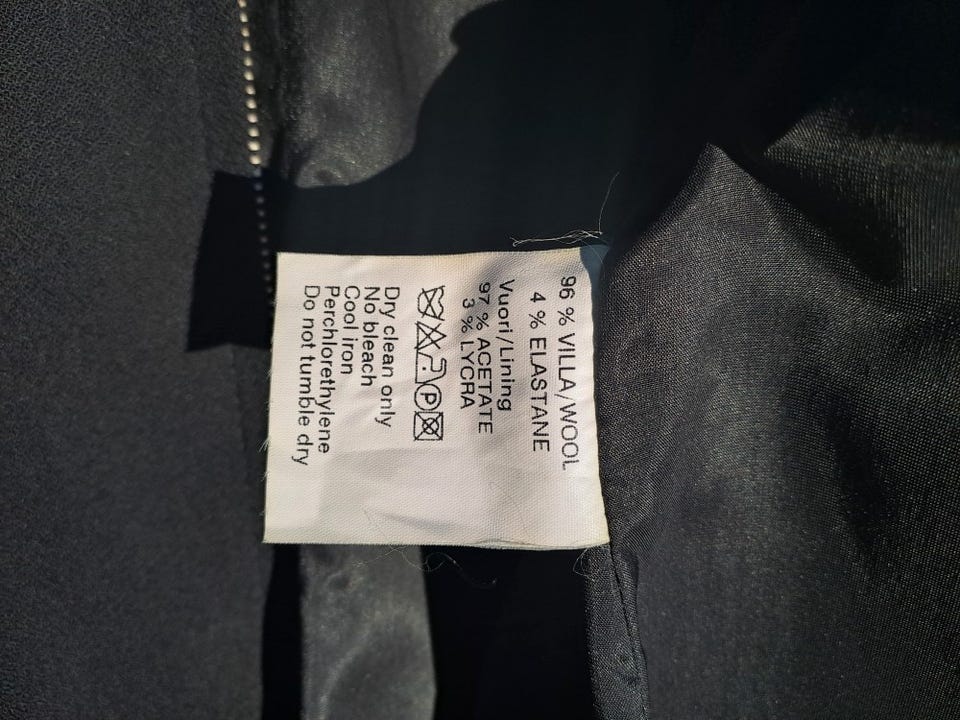 96 % VILLA/WOOL
4 % ELASTANE
Vuori/Lining
97 % ACETATE
3 % LYCRA
P
Dry clean only
No bleach
Cool iron
Perchlorethylene
Do not tumble dry